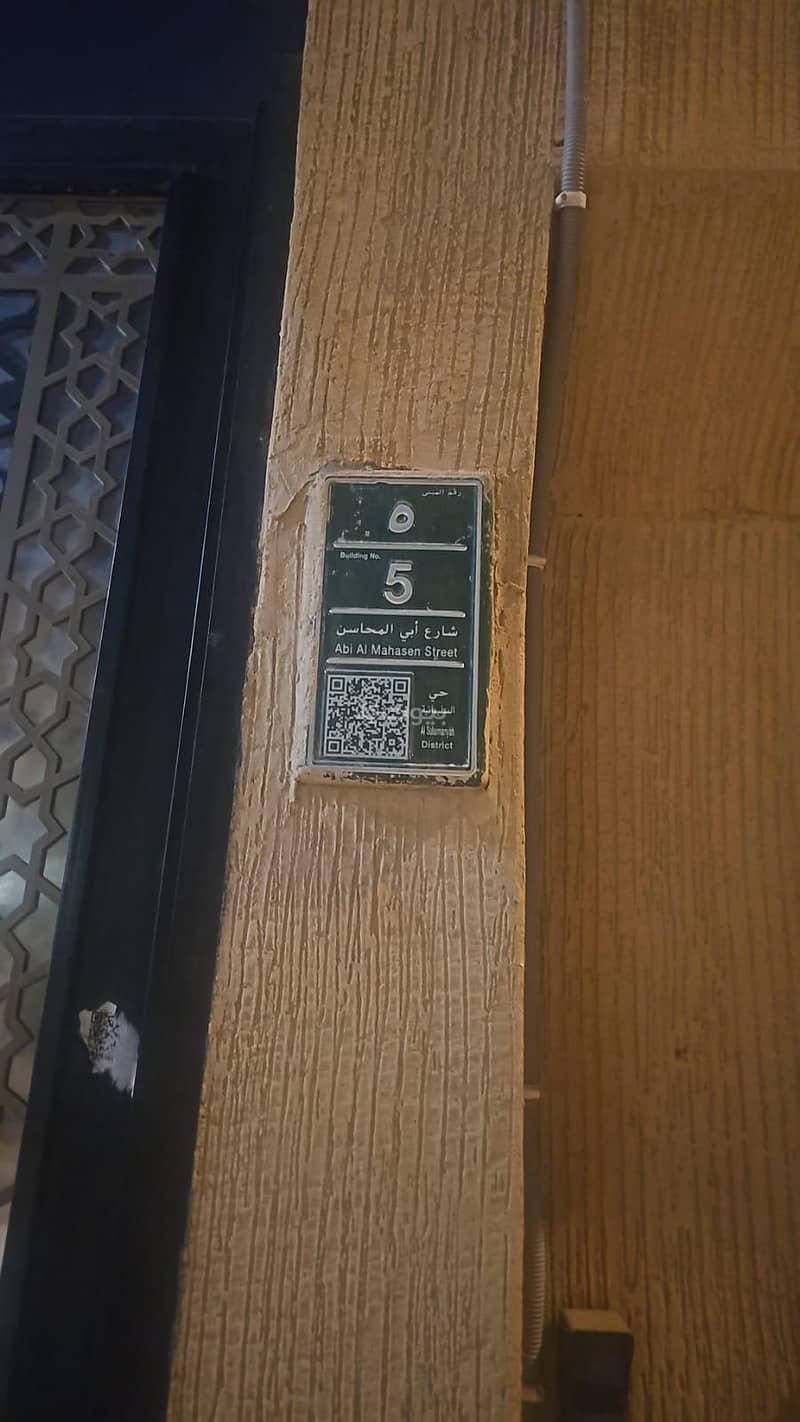 رقم المبنى
٥
Building No.
5
شارع أبي المحاسن
Abi Al Mahasen Street
حي
District